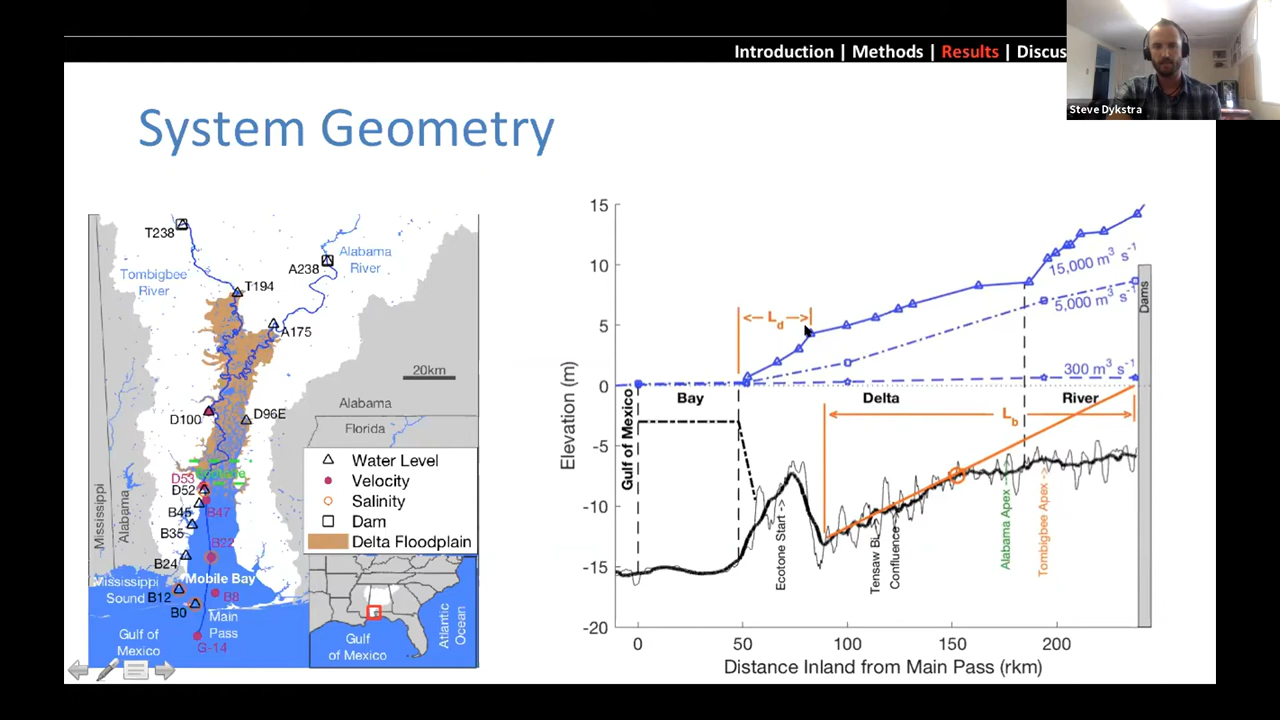 Introduction | Methods | Results | Discus
Steve Dykstra
System Geometry
T238
Tombigbee
River
Alabama
River
A238
T194
A175
20km
D100
D96E
Alabama
Florida
D53
D52
B45
B47
B35
B22
B24
Mississippi
Alabama
Mississippi
Sound
Mobile Bay
B12
B8
B0
Main
Pass
Gulf of
Mexico
G-14
Water Level
Velocity
Salinity
Dam
Delta Floodplain
Gulf
of Mexico
Atlantic
Ocean
15
10
5
0
-5
-10
-15
-20
Elevation (m)
15,000 m³ s⁻¹
5,000 m³ s⁻¹
300 m³ s⁻¹
Dams
<- Ld ->
Bay
Delta
River
Gulf of Mexico
<- Lb ->
Ecotone Start ->
Tensaw Bl.
Confluence
Alabama Apex ->
Tombigbee Apex ->
0
50
100
150
200
Distance Inland from Main Pass (rkm)